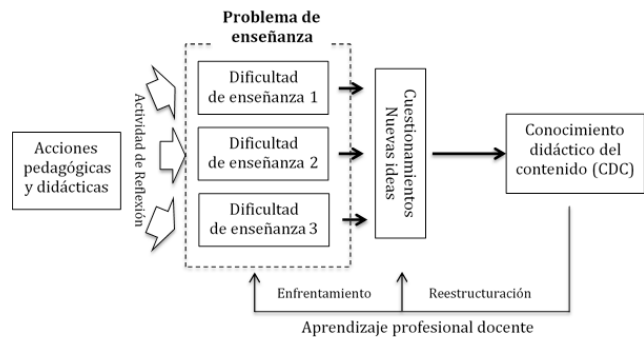 Problema de
enseñanza
Acciones
pedagógicas
y didácticas
Actividad de Reflexión
Dificultad
de enseñanza 1
Dificultad
de enseñanza 2
Dificultad
de enseñanza 3
Cuestionamientos
Nuevas ideas
Conocimiento
didáctico del
contenido (CDC)
Enfrentamiento
Reestructuración
Aprendizaje profesional docente